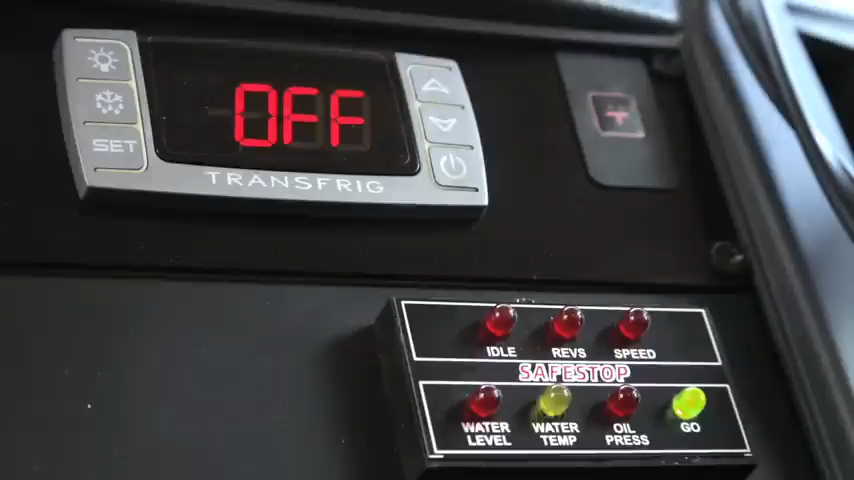 OFF
SET
TRANSFRIG
IDLE REVS SPEED
SAFESTOP
WATER LEVEL
WATER TEMP
OIL PRESS
GO